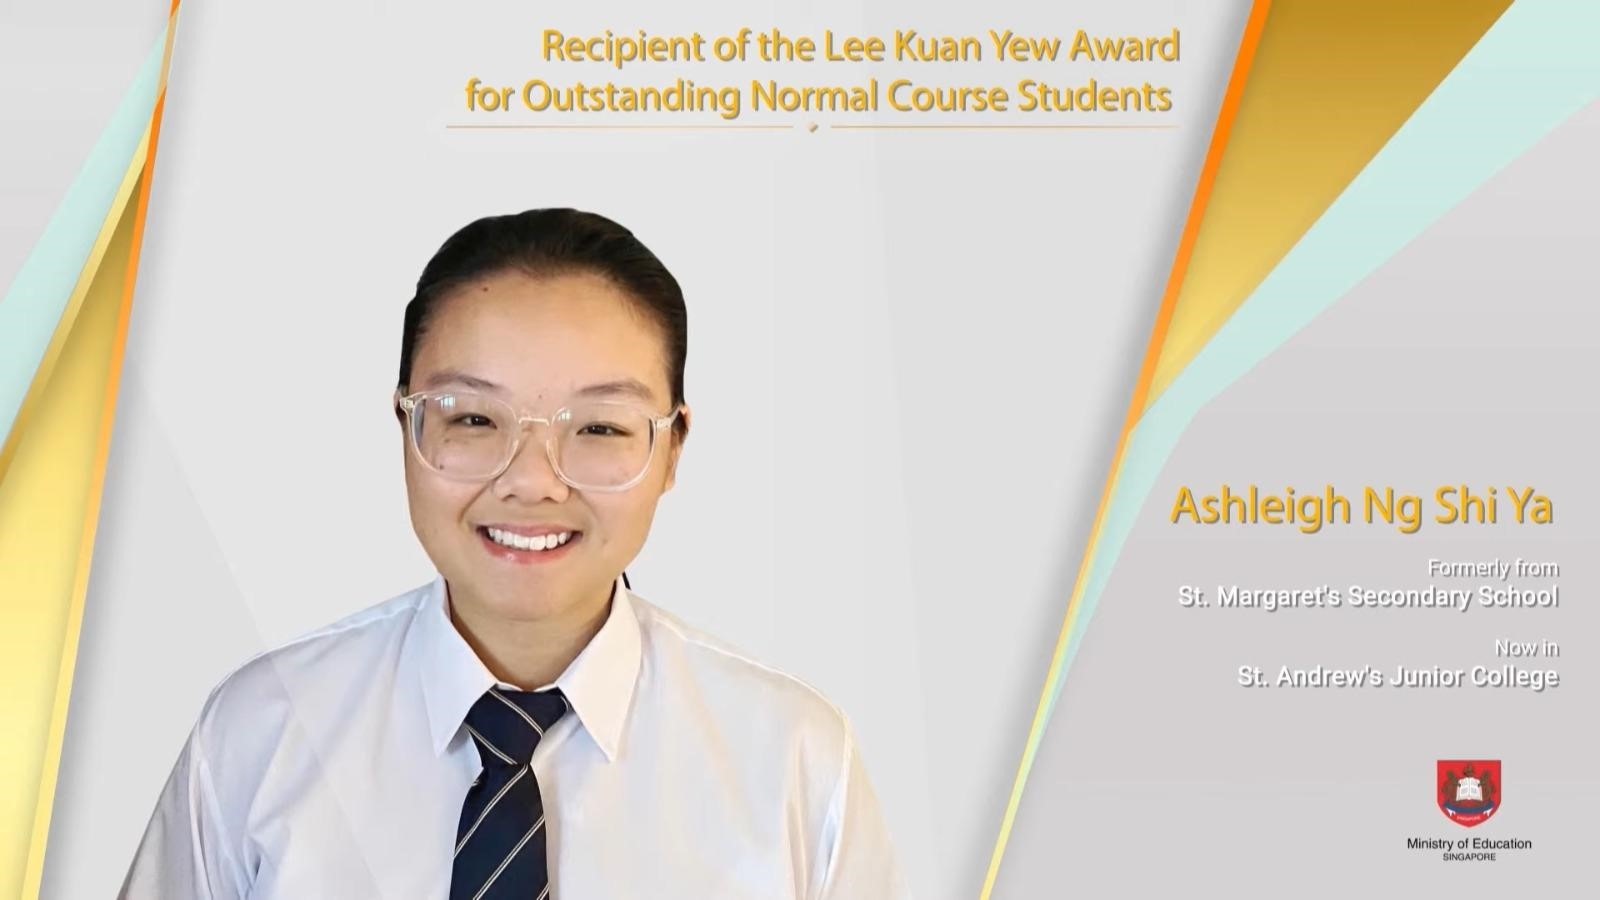 Recipient of the Lee Kuan Yew Award
for Outstanding Normal Course Students
Ashleigh Ng Shi Ya
Formerly from
St. Margaret's Secondary School
Now in
St. Andrew's Junior College
Ministry of Education
SINGAPORE